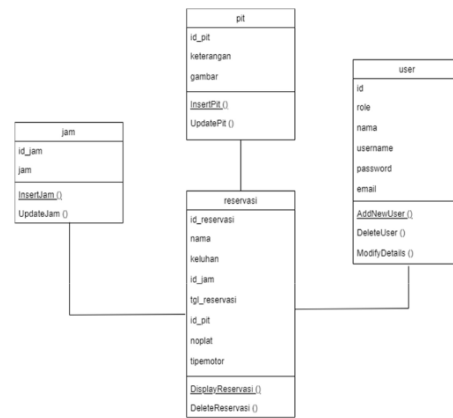 pit
id_pit
keterangan
gambar
InsertPit ()
UpdatePit ()
user
id
role
nama
username
password
email
AddNewUser ()
DeleteUser ()
ModifyDetails ()
jam
id_jam
jam
InsertJam ()
UpdateJam ()
reservasi
id_reservasi
nama
keluhan
id_jam
tgl_reservasi
id_pit
noplat
tipemotor
DisplayReservasi ()
DeleteReservasi ()